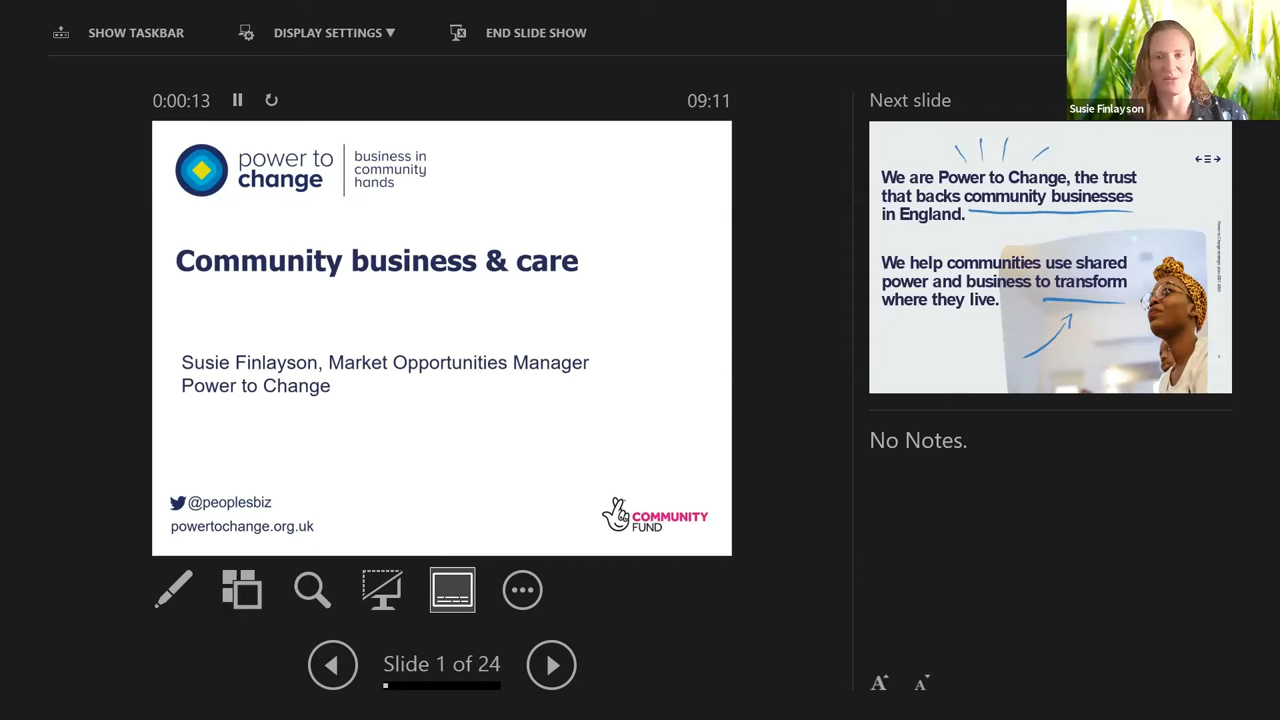 SHOW TASKBAR
DISPLAY SETTINGS ▼
END SLIDE SHOW
Susie Finlayson
0:00:13
09:11
Next slide
power to
change
business in
community
hands
Community business & care
Susie Finlayson, Market Opportunities Manager
Power to Change
@peoplesbiz
powertochange.org.uk
COMMUNITY
FUND
We are Power to Change, the trust
that backs community businesses
in England.
We help communities use shared
power and business to transform
where they live.
No Notes.
Slide 1 of 24
A
A